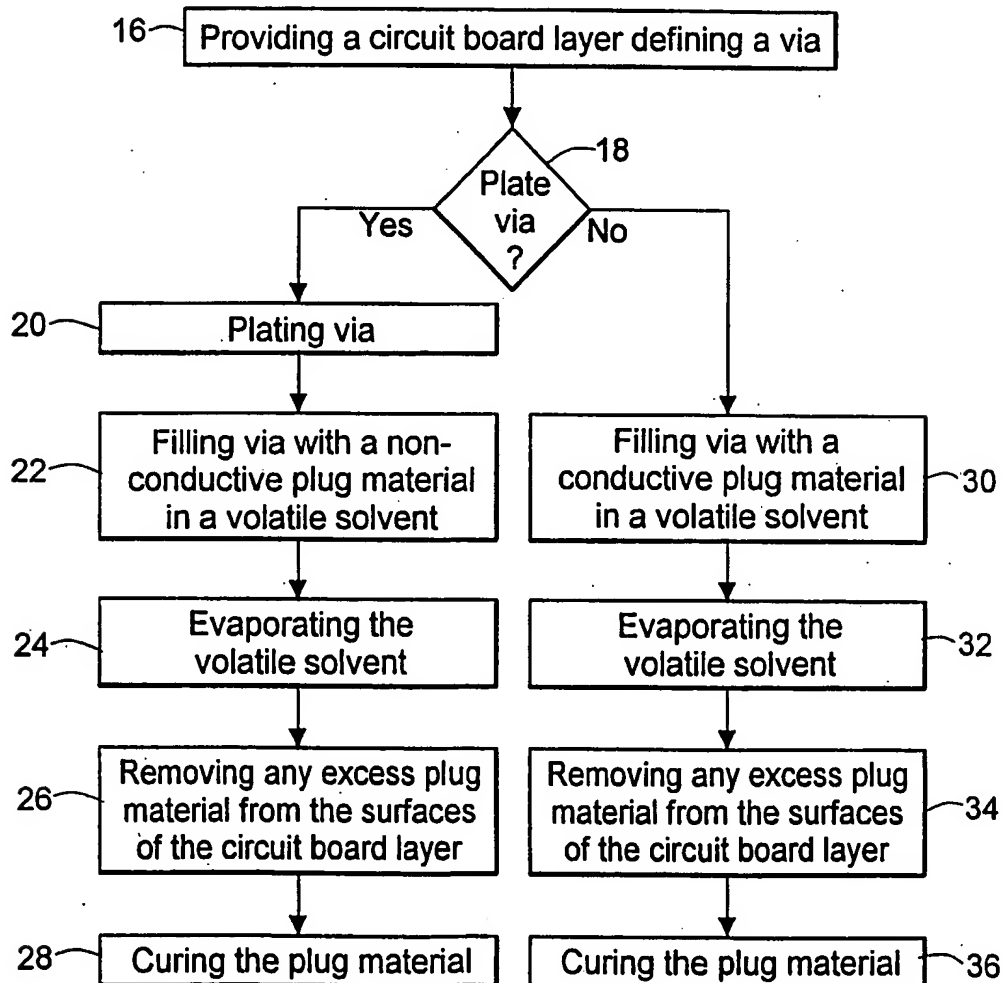 16 Providing a circuit board layer defining a via
18
Plate
via
?
Yes
No
20 Plating via
22
Filling via with a non-
conductive plug material
in a volatile solvent
Filling via with a
conductive plug material
in a volatile solvent
30
24
Evaporating the
volatile solvent
Evaporating the
volatile solvent
32
26
Removing any excess plug
material from the surfaces
of the circuit board layer
Removing any excess plug
material from the surfaces
of the circuit board layer
34
28 Curing the plug material
Curing the plug material 36